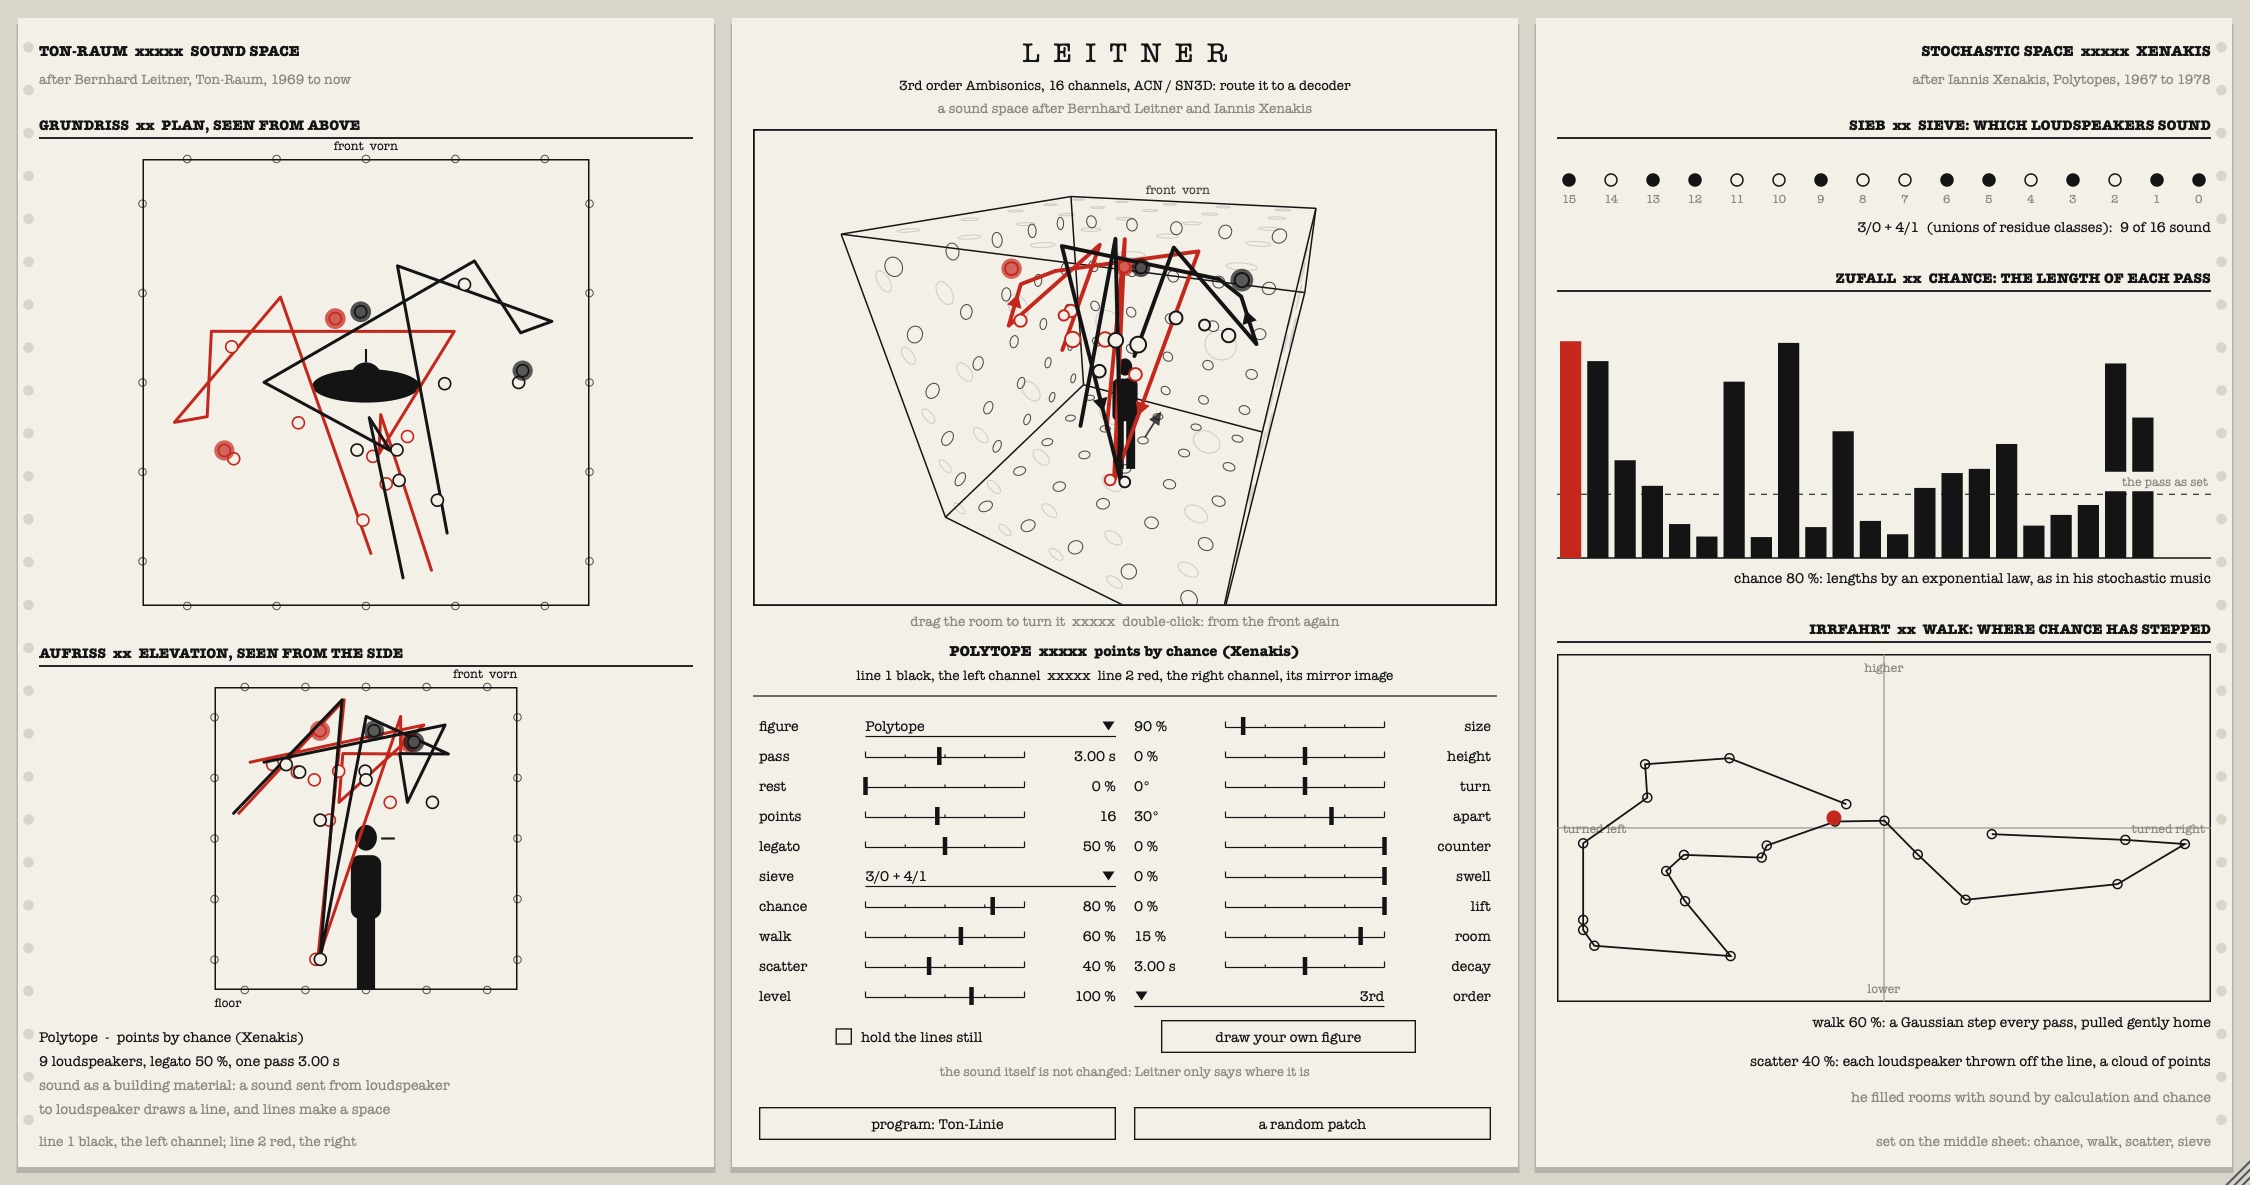 TON-RAUM xxxxx SOUND SPACE
after Bernhard Leitner, Ton-Raum, 1969 to now
GRUNDRISS xx PLAN, SEEN FROM ABOVE
front vorn
AUFRISS xx ELEVATION, SEEN FROM THE SIDE
front vorn
floor
Polytope - points by chance (Xenakis)
9 loudspeakers, legato 50 %, one pass 3.00 s
sound as a building material: a sound sent from loudspeaker
to loudspeaker draws a line, and lines make a space
line 1 black, the left channel; line 2 red, the right
LEITNER
3rd order Ambisonics, 16 channels, ACN / SN3D: route it to a decoder
a sound space after Bernhard Leitner and Iannis Xenakis
front vorn
drag the room to turn it xxxxx double-click: from the front again
POLYTOPE xxxxx points by chance (Xenakis)
line 1 black, the left channel xxxxx line 2 red, the right channel, its mirror image
figure Polytope 90 % size
pass 3.00 s 0 % height
rest 0 % 0° turn
points 16 30° apart
legato 50 % 0 % counter
sieve 3/0 + 4/1 0 % swell
chance 80 % 0 % lift
walk 60 % 15 % room
scatter 40 % 3.00 s decay
level 100 % 3rd order
hold the lines still draw your own figure
the sound itself is not changed: Leitner only says where it is
program: Ton-Linie a random patch
STOCHASTIC SPACE xxxxx XENAKIS
after Iannis Xenakis, Polytopes, 1967 to 1978
SIEB xx SIEVE: WHICH LOUDSPEAKERS SOUND
15 14 13 12 11 10 9 8 7 6 5 4 3 2 1 0
3/0 + 4/1 (unions of residue classes): 9 of 16 sound
ZUFALL xx CHANCE: THE LENGTH OF EACH PASS
the pass as set
chance 80 %: lengths by an exponential law, as in his stochastic music
IRRFAHRT xx WALK: WHERE CHANCE HAS STEPPED
higher
turned left turned right
lower
walk 60 %: a Gaussian step every pass, pulled gently home
scatter 40 %: each loudspeaker thrown off the line, a cloud of points
he filled rooms with sound by calculation and chance
set on the middle sheet: chance, walk, scatter, sieve